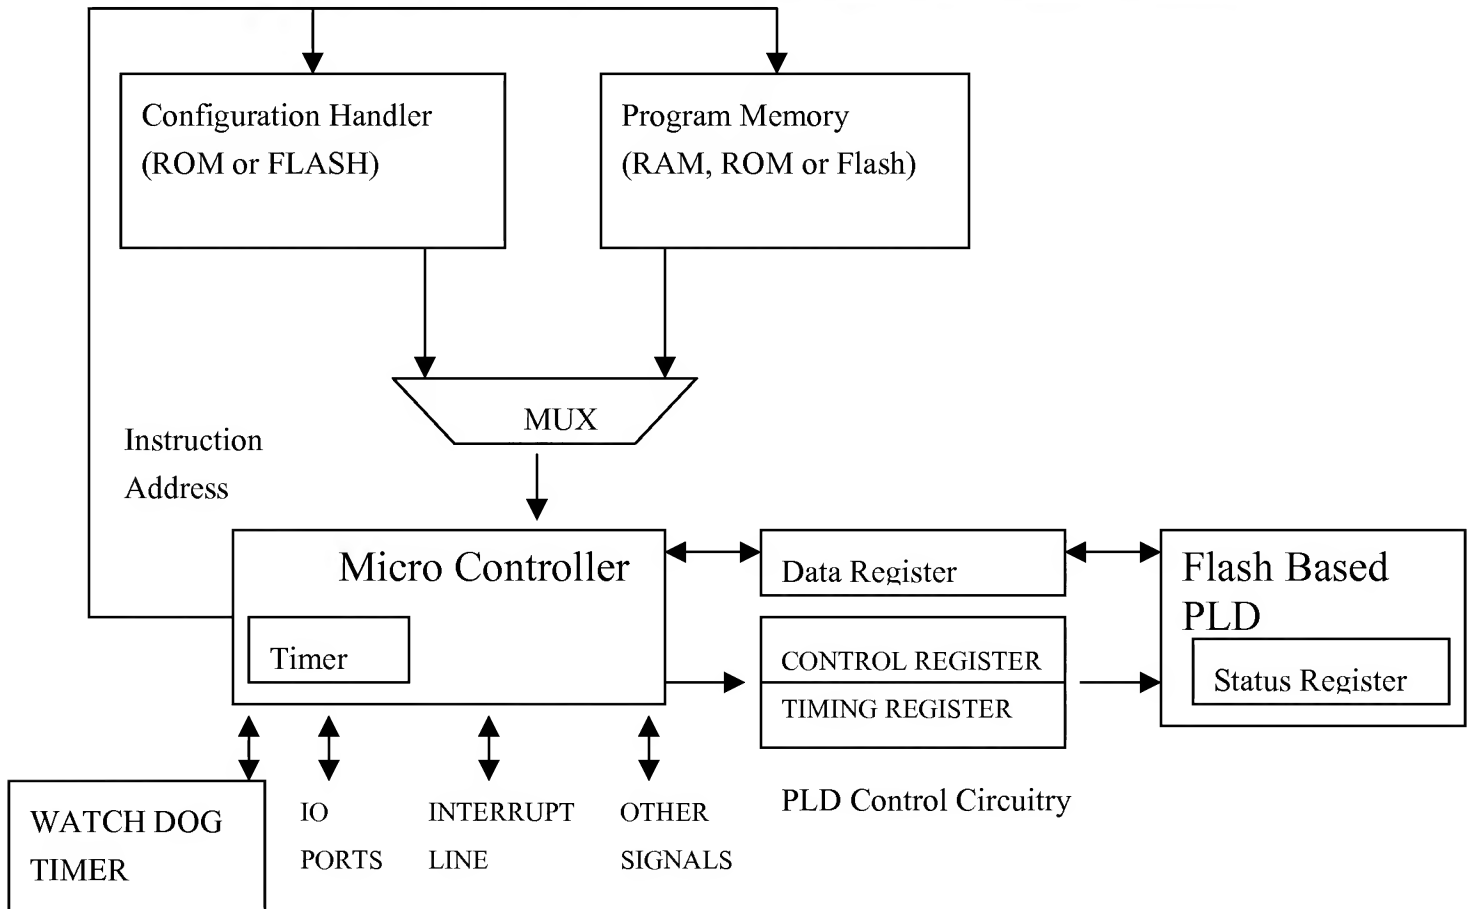 Configuration Handler
(ROM or FLASH)
Program Memory
(RAM, ROM or Flash)
MUX
Instruction
Address
Micro Controller
Timer
Data Register
CONTROL REGISTER
TIMING REGISTER
Flash Based
PLD
Status Register
WATCH DOG
TIMER
IO
PORTS
INTERRUPT
LINE
OTHER
SIGNALS
PLD Control Circuitry